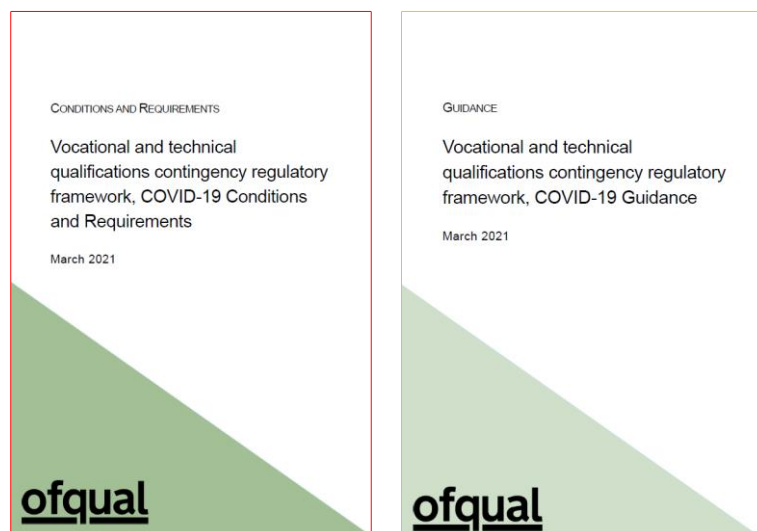 CONDITIONS AND REQUIREMENTS
Vocational and technical
qualifications contingency regulatory
framework, COVID-19 Conditions
and Requirements
March 2021
ofqual
GUIDANCE
Vocational and technical
qualifications contingency regulatory
framework, COVID-19 Guidance
March 2021
ofqual